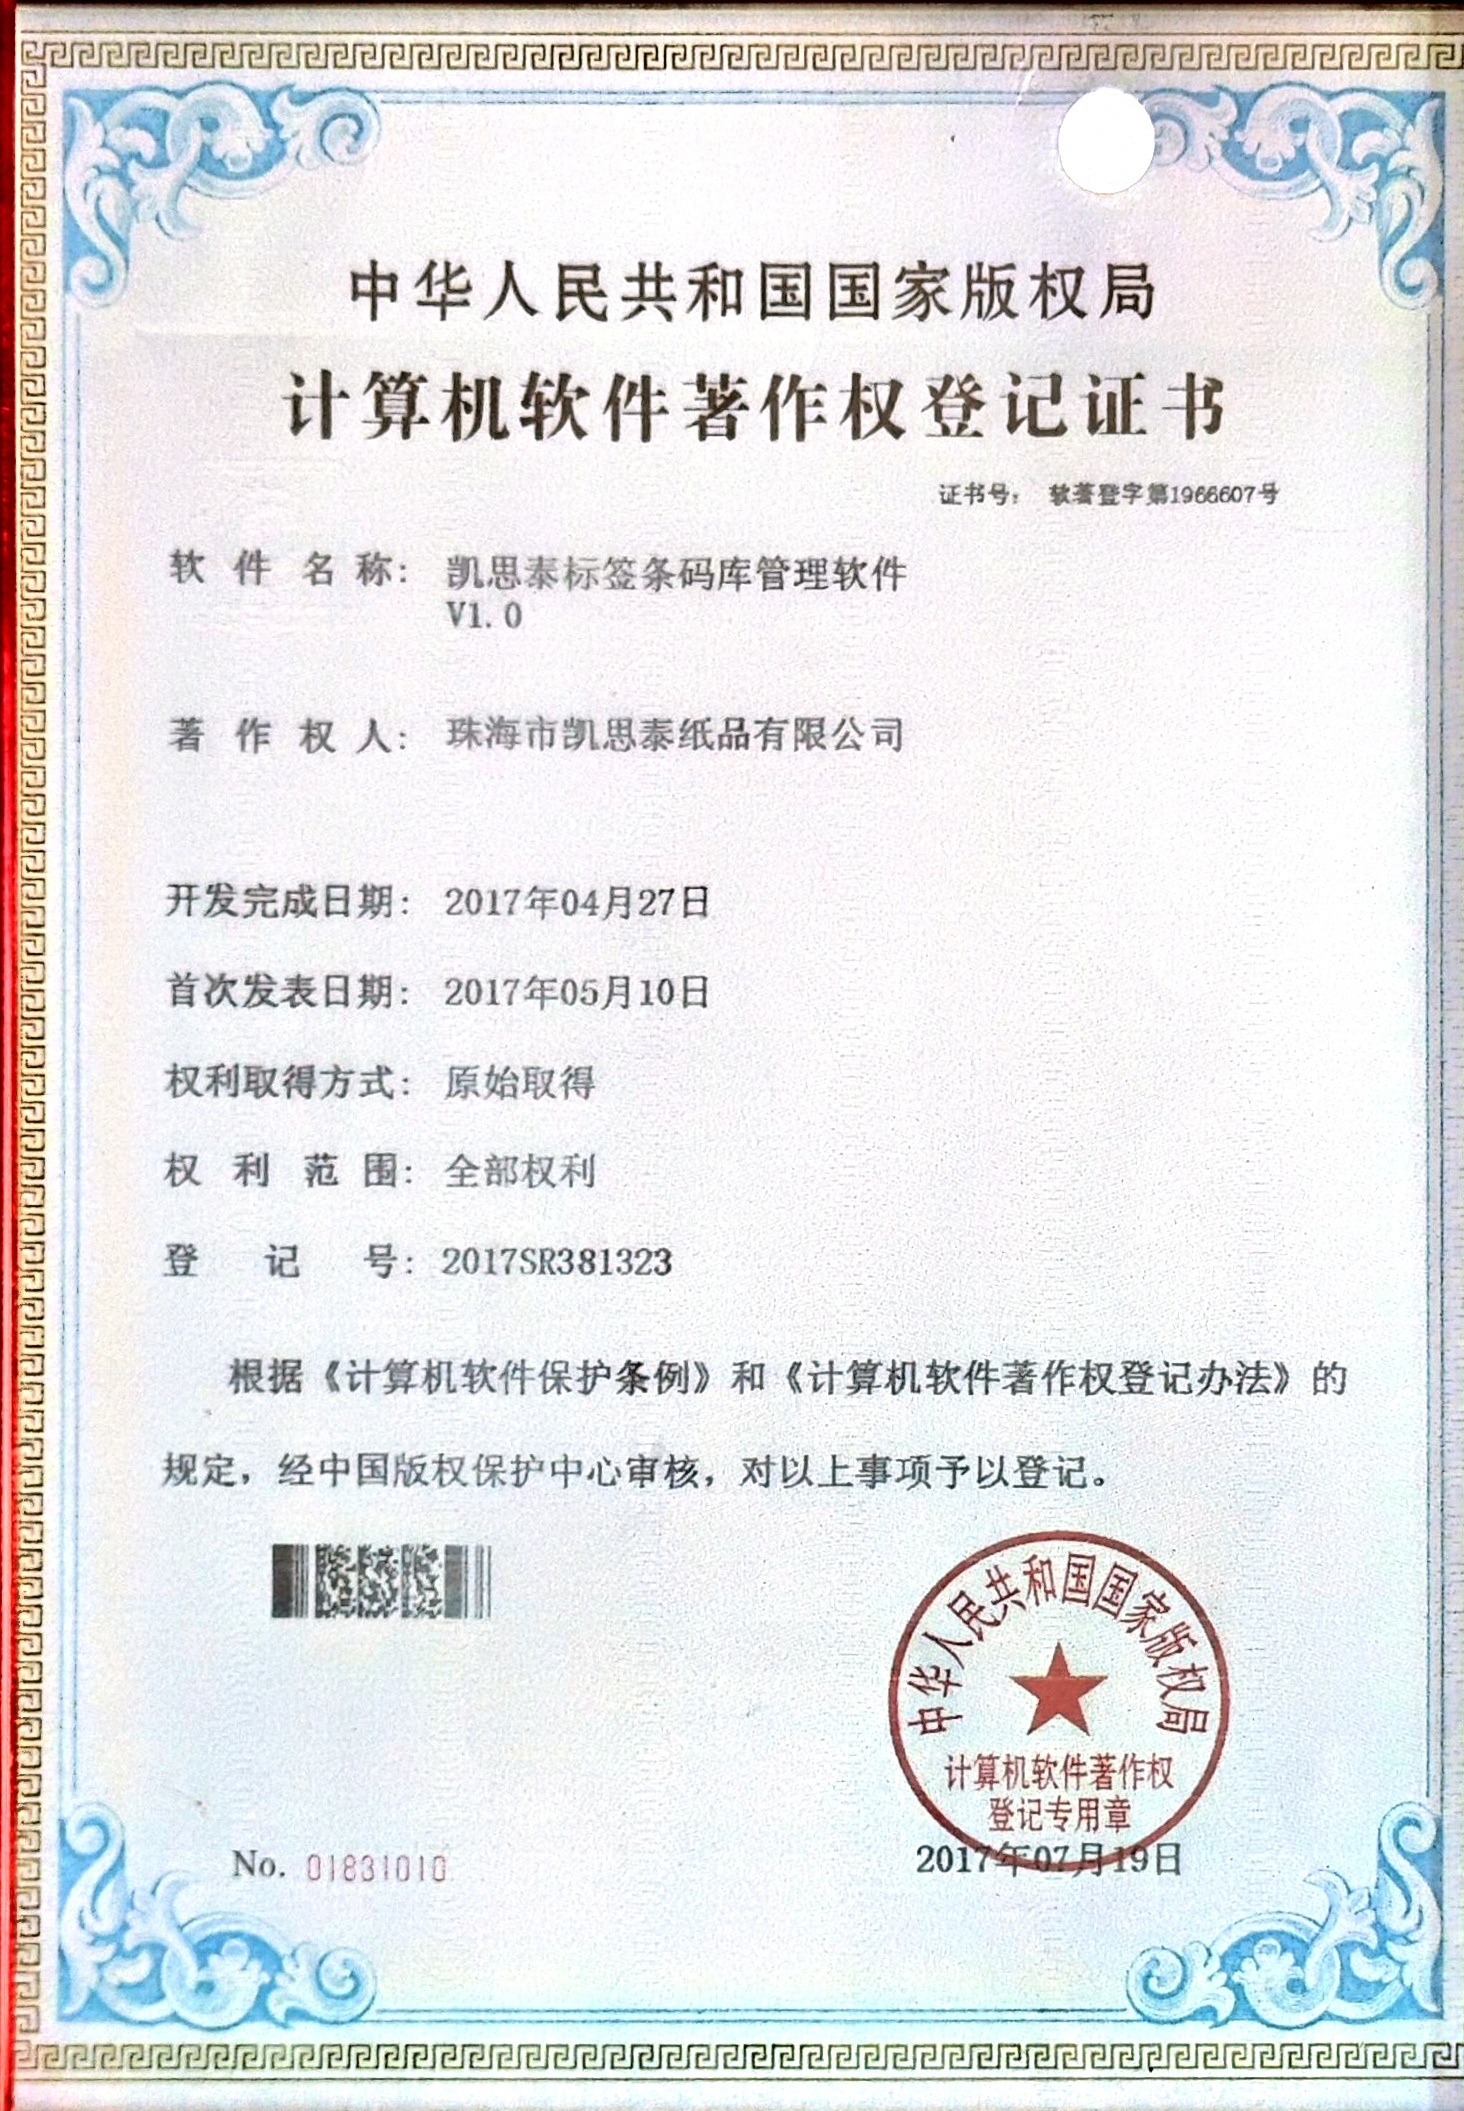 中华人民共和国国家版权局
计算机软件著作权登记证书
证书号： 软著登字第1966607号
软件名称： 凯思泰标签条码库管理软件
V1.0
著作权人： 珠海市凯思泰纸品有限公司
开发完成日期： 2017年04月27日
首次发表日期： 2017年05月10日
权利取得方式： 原始取得
权利范围： 全部权利
登记号： 2017SR381323
根据《计算机软件保护条例》和《计算机软件著作权登记办法》的
规定，经中国版权保护中心审核，对以上事项予以登记。
中华人民共和国国家版权局
计算机软件著作权
登记专用章
No. 01831010
2017年07月19日